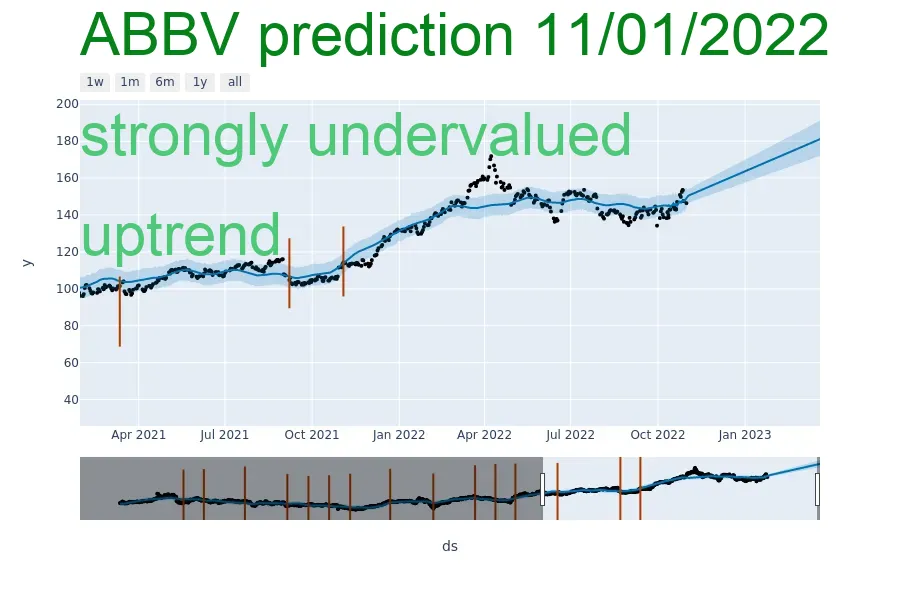 ABBV prediction 11/01/2022
1w 1m 6m 1y all
strongly undervalued
uptrend
200
180
160
140
120
100
80
60
40
y
Apr 2021 Jul 2021 Oct 2021 Jan 2022 Apr 2022 Jul 2022 Oct 2022 Jan 2023
ds